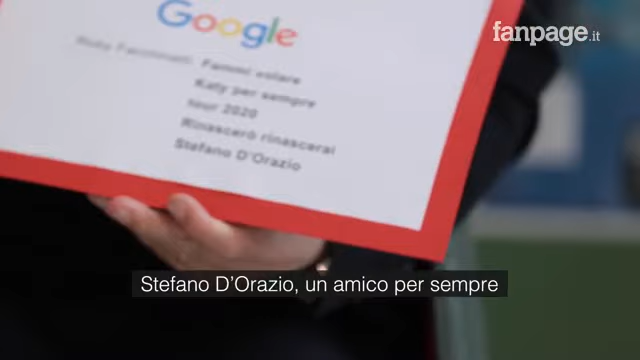 fanpage.it
Google
Roby Facchinetti Fammi volare
Katy per sempre
tour 2020
Rinascerò rinascerai
Stefano D'Orazio
Stefano D'Orazio, un amico per sempre